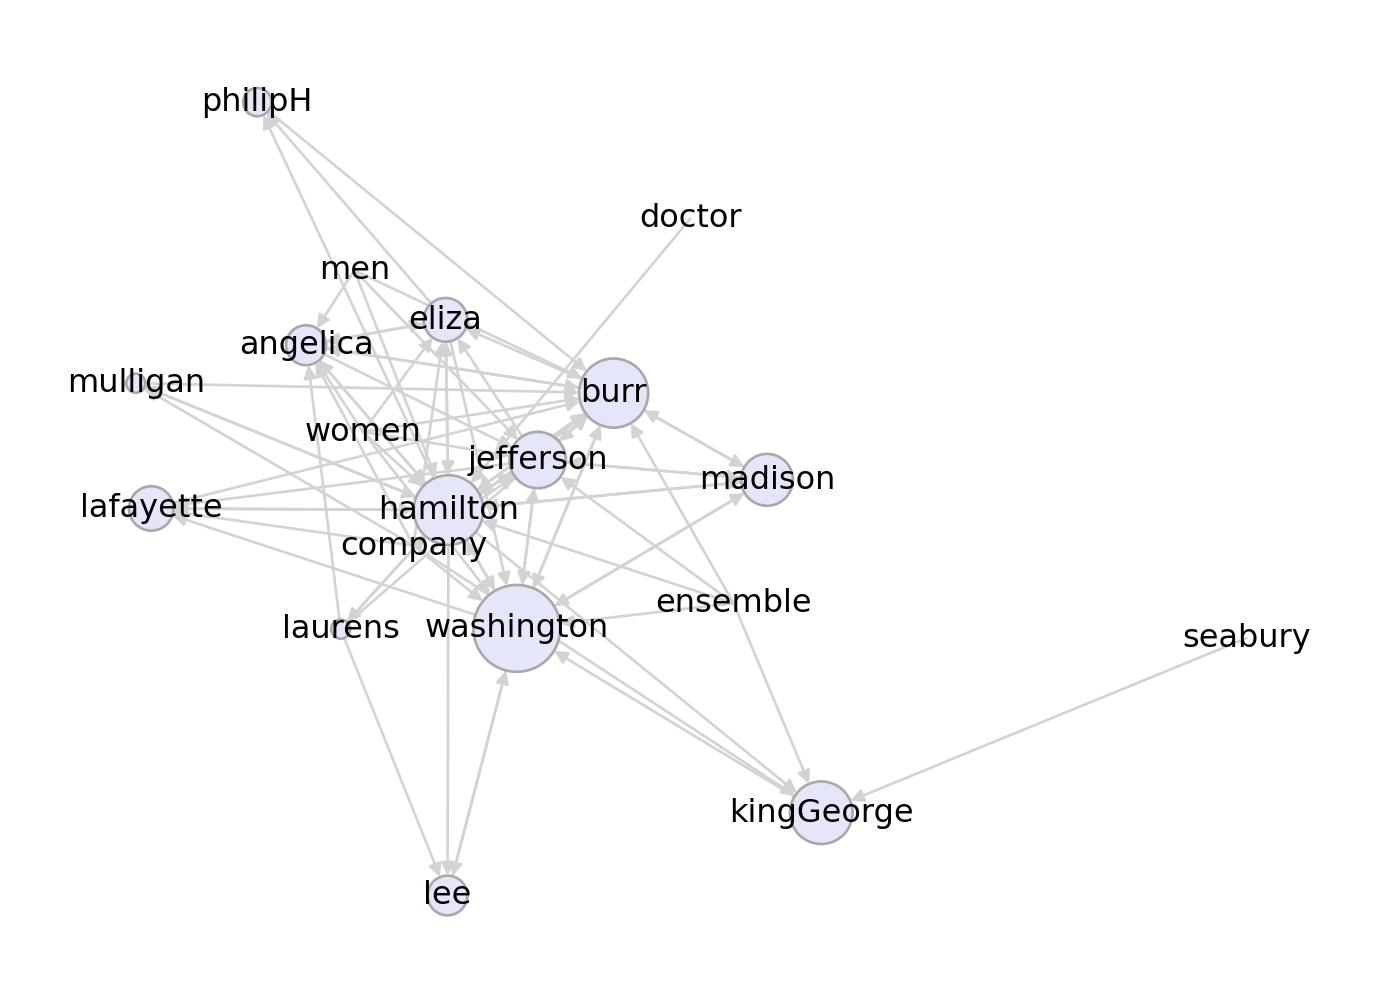 philipH
doctor
men
eliza
angelica
mulligan
burr
women
jefferson
madison
lafayette
hamilton
company
ensemble
laurens
washington
seabury
kingGeorge
lee